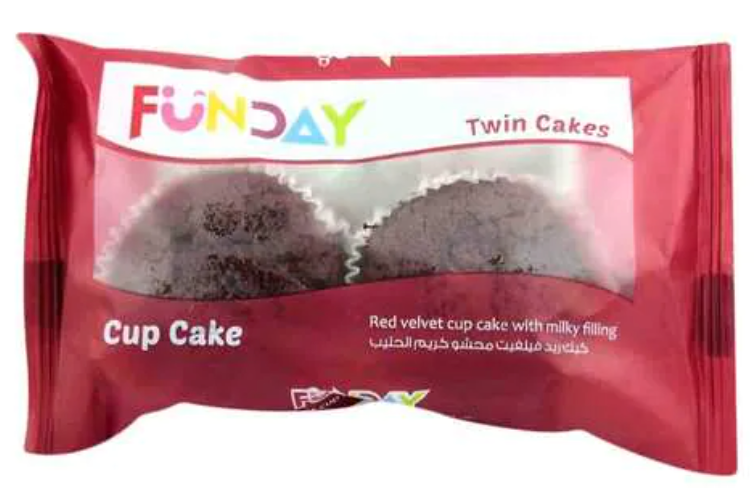 FUNDAY
Twin Cakes
Cup Cake
Red velvet cup cake with milky filling
كيك ريد فيلفيت محشو كريم الحليب